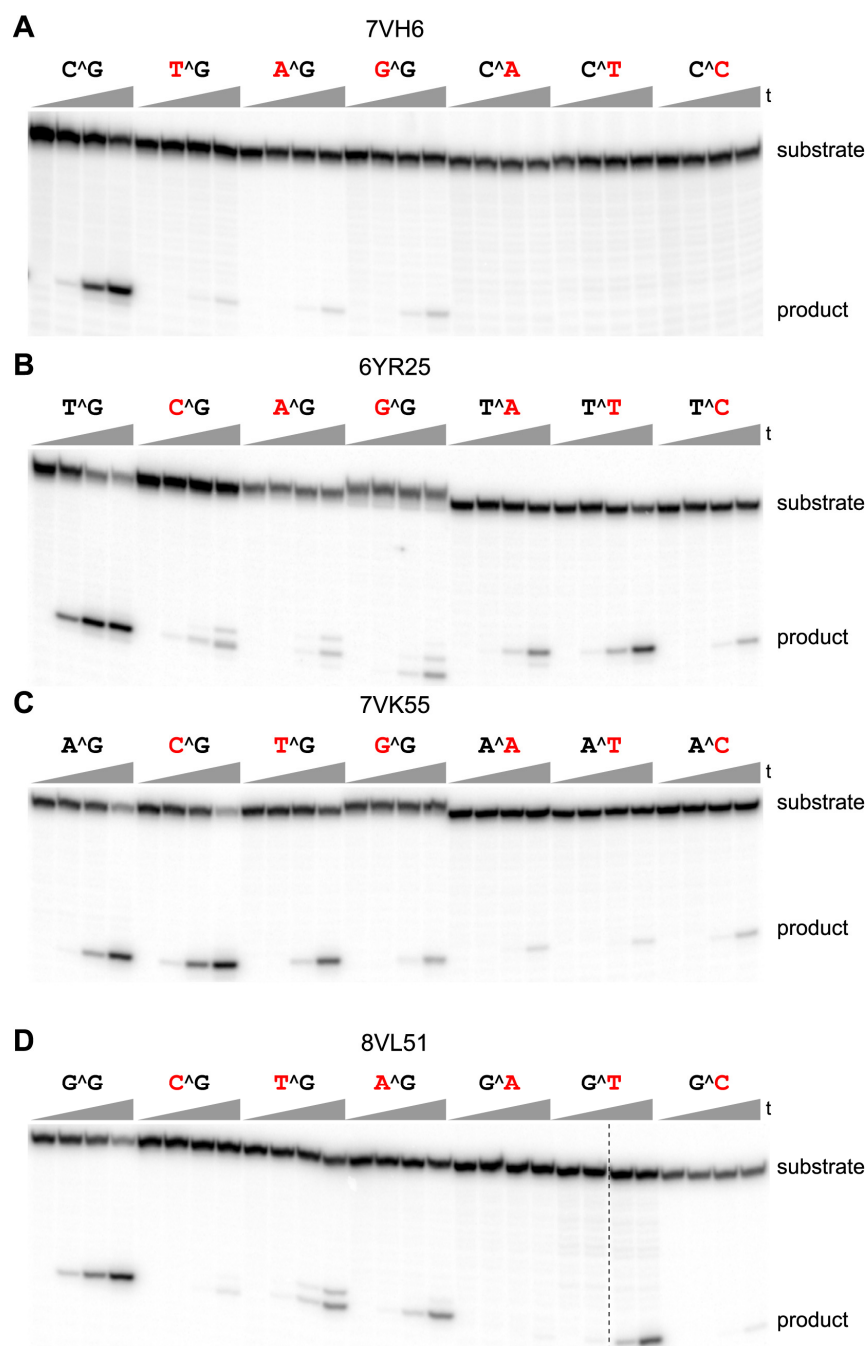 A
7VH6
C^G T^G A^G G^G C^A C^T C^C
t
substrate
product
B
6YR25
T^G C^G A^G G^G T^A T^T T^C
t
substrate
product
C
7VK55
A^G C^G T^G G^G A^A A^T A^C
t
substrate
product
D
8VL51
G^G C^G T^G A^G G^A G^T G^C
t
substrate
product